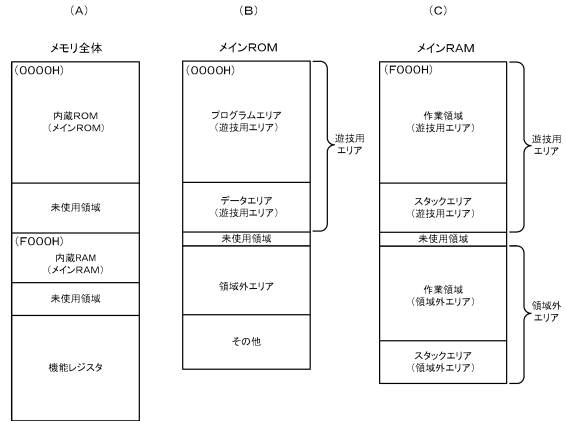 (A)
メモリ全体
(0000H)
内蔵ROM
(メインROM)
未使用領域
(F000H)
内蔵RAM
(メインRAM)
未使用領域
機能レジスタ
(B)
メインROM
(0000H)
プログラムエリア
(遊技用エリア)
データエリア
(遊技用エリア)
未使用領域
領域外エリア
その他
遊技用
エリア
(C)
メインRAM
(F000H)
作業領域
(遊技用エリア)
スタックエリア
(遊技用エリア)
未使用領域
作業領域
(領域外エリア)
スタックエリア
(領域外エリア)
遊技用
エリア
領域外
エリア